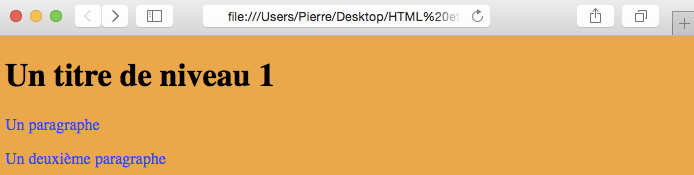 file:///Users/Pierre/Desktop/HTML%20et
Un titre de niveau 1
Un paragraphe
Un deuxième paragraphe